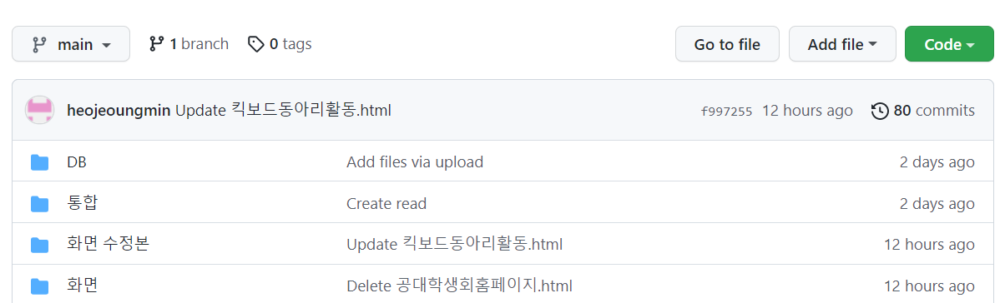 main 1 branch 0 tags Go to file Add file Code
heojeoungmin Update 킥보드동아리활동.html f997255 12 hours ago 80 commits
DB Add files via upload 2 days ago
통합 Create read 2 days ago
화면 수정본 Update 킥보드동아리활동.html 12 hours ago
화면 Delete 공대학생회홈페이지.html 12 hours ago